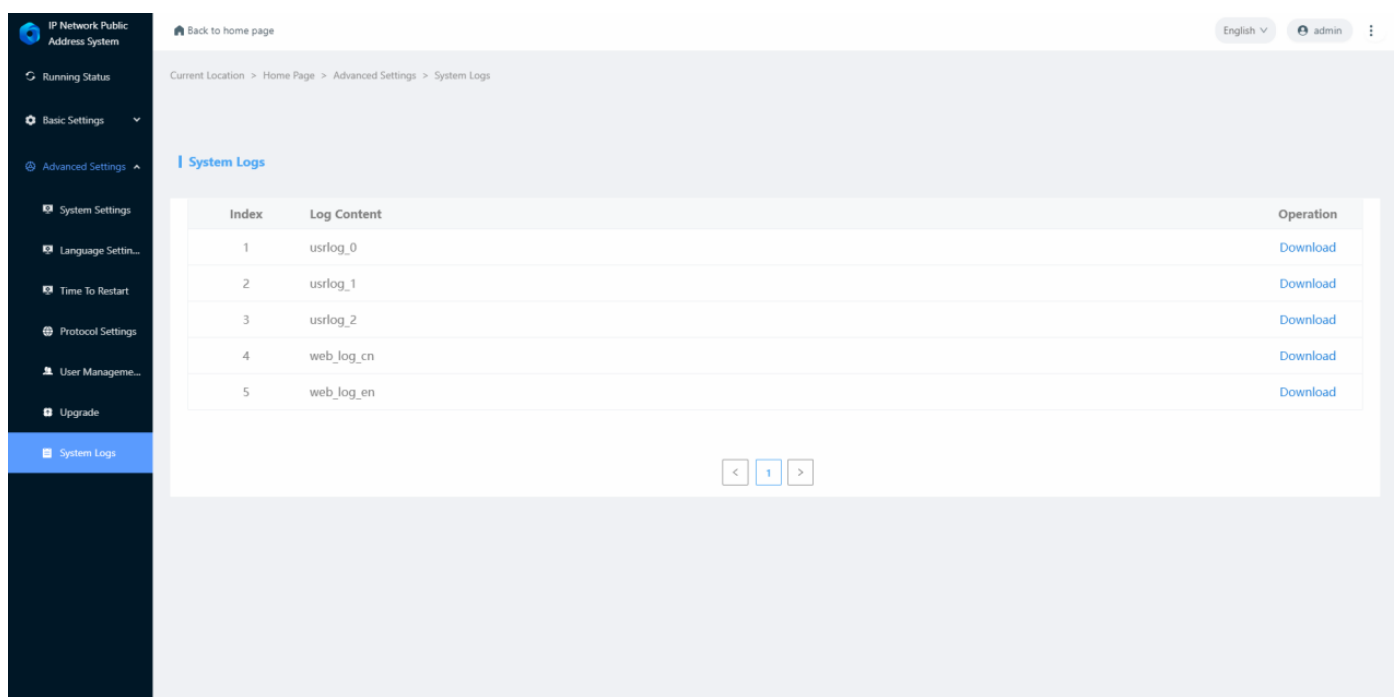 IP Network Public
Address System
Back to home page
English
admin
Running Status
Current Location > Home Page > Advanced Settings > System Logs
Basic Settings
Advanced Settings
System Logs
System Settings
Index Log Content Operation
1 usrlog_0 Download
Language Settin...
2 usrlog_1 Download
Time To Restart
3 usrlog_2 Download
Protocol Settings
4 web_log_cn Download
User Manageme...
5 web_log_en Download
Upgrade
System Logs
< 1 >